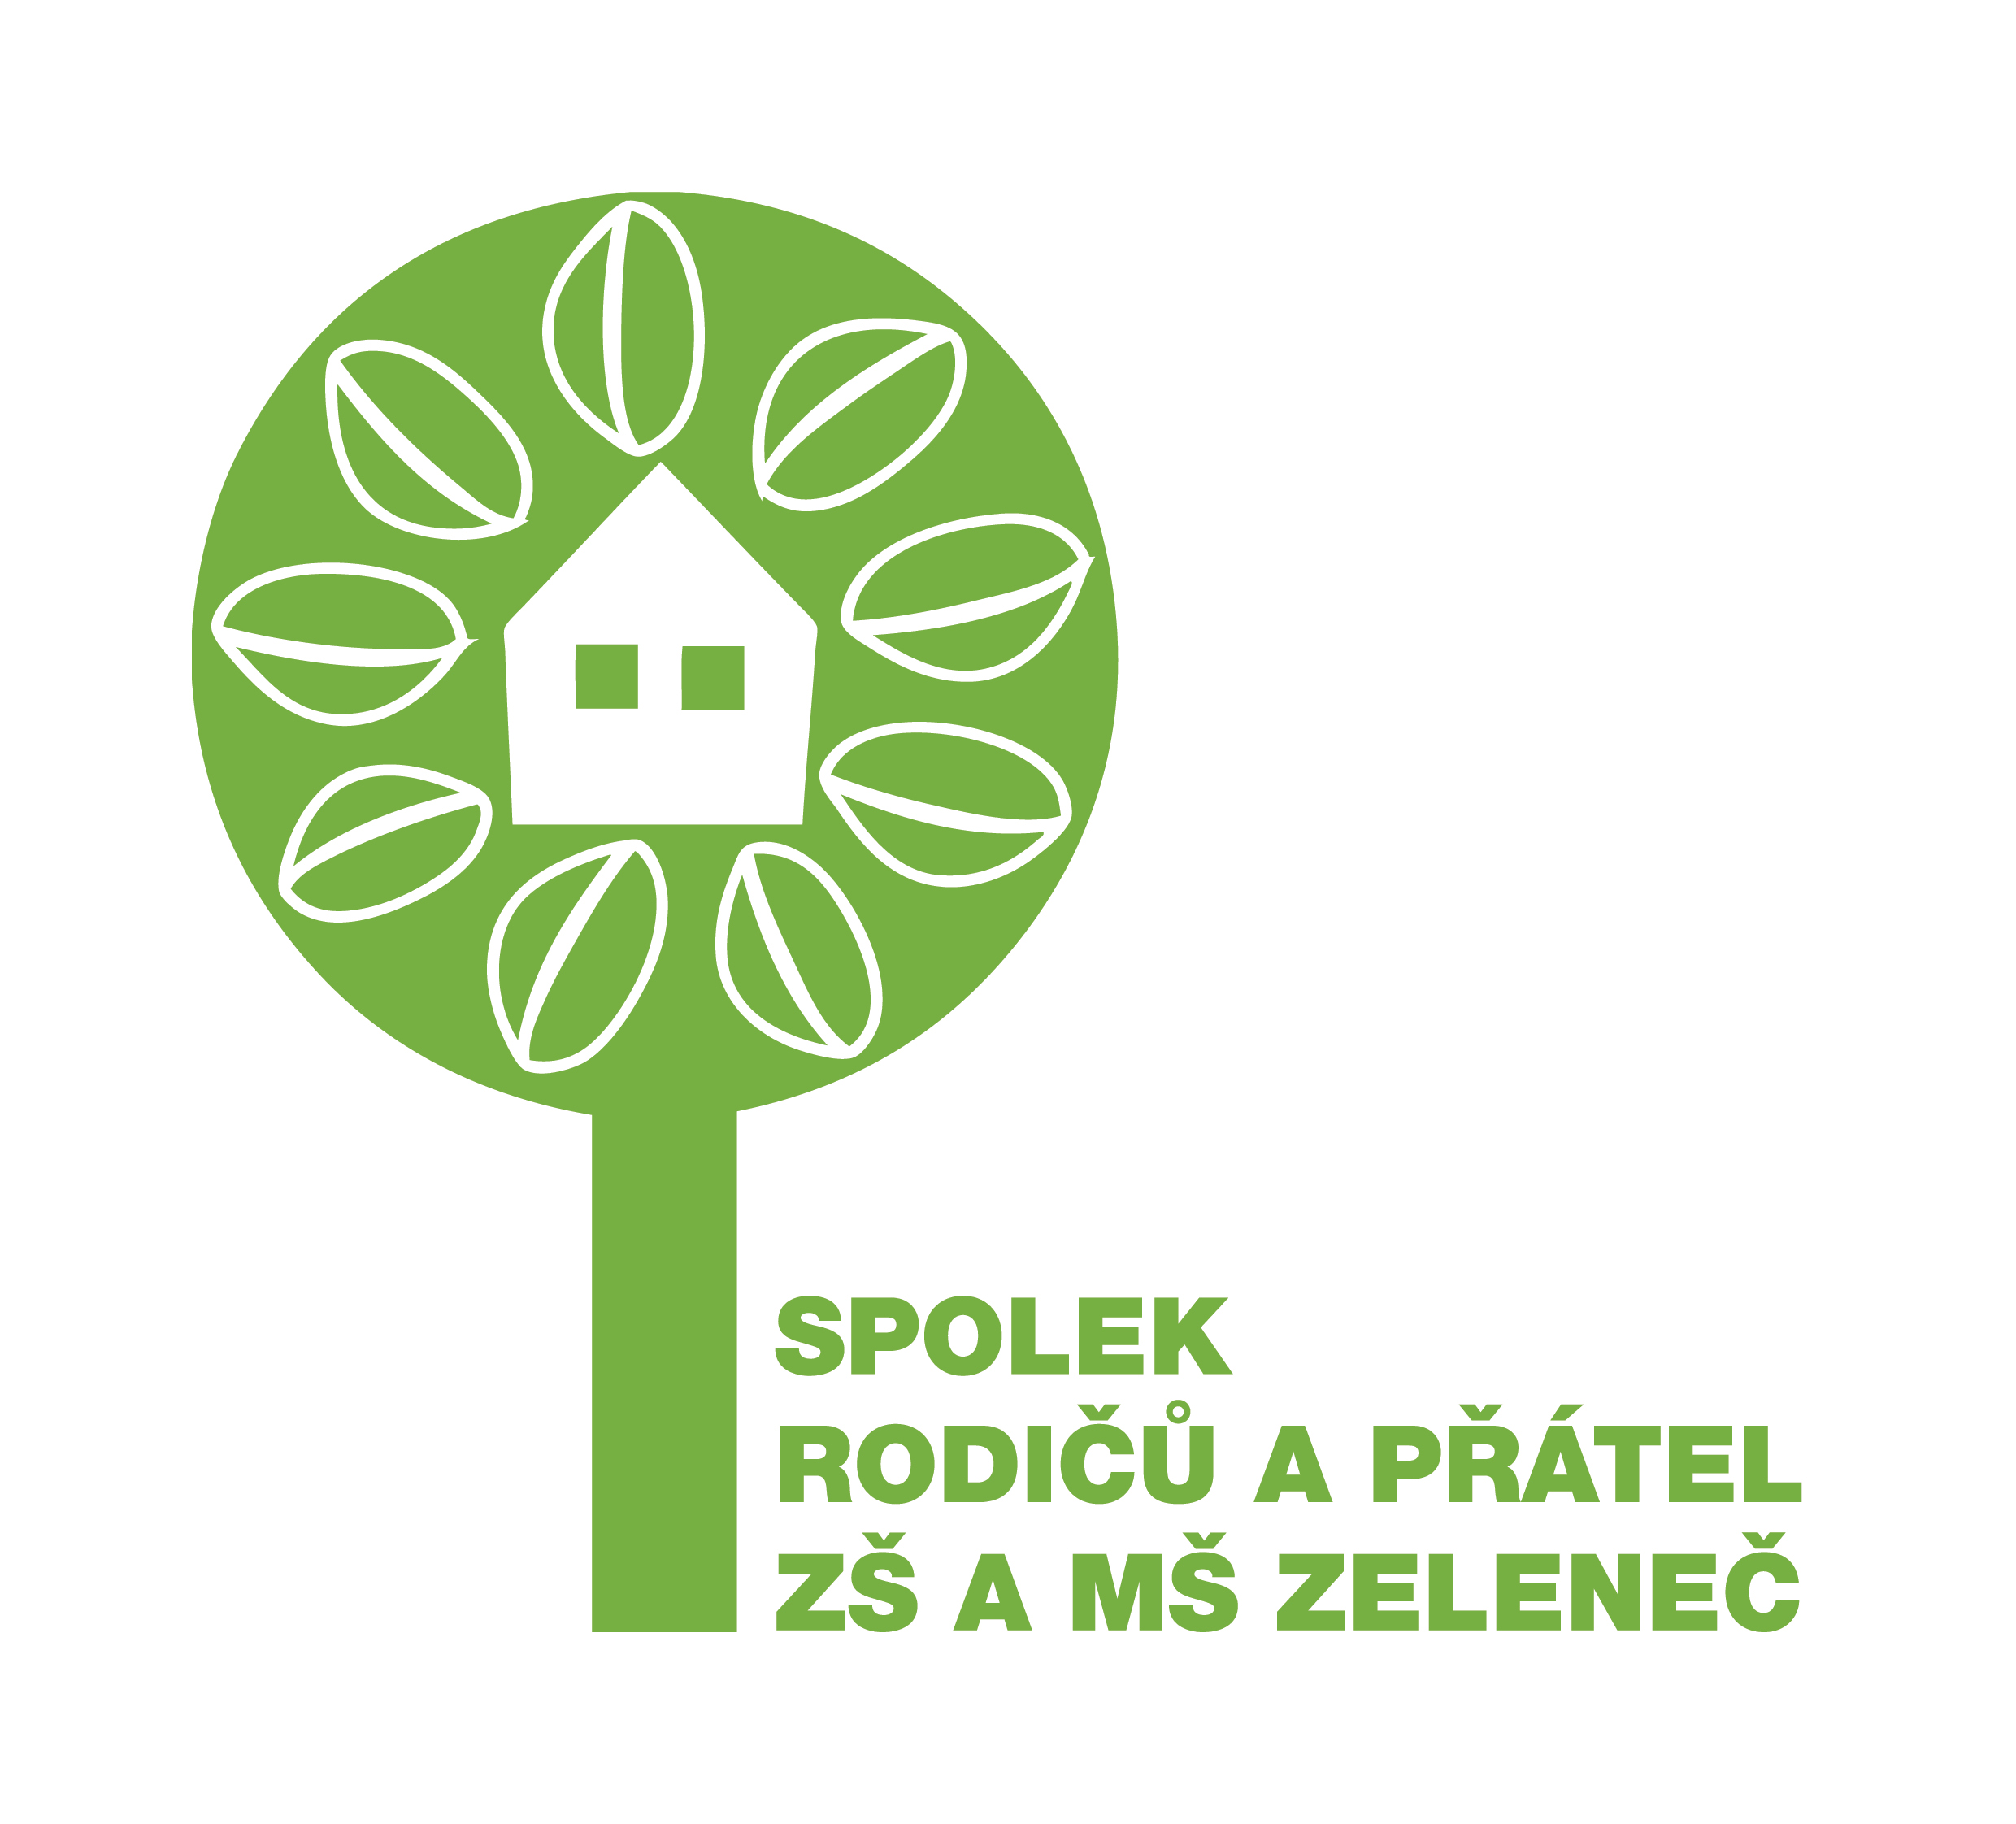 SPOLEK
RODIČŮ A PŘÁTEL
ZŠ A MŠ ZELENEČ